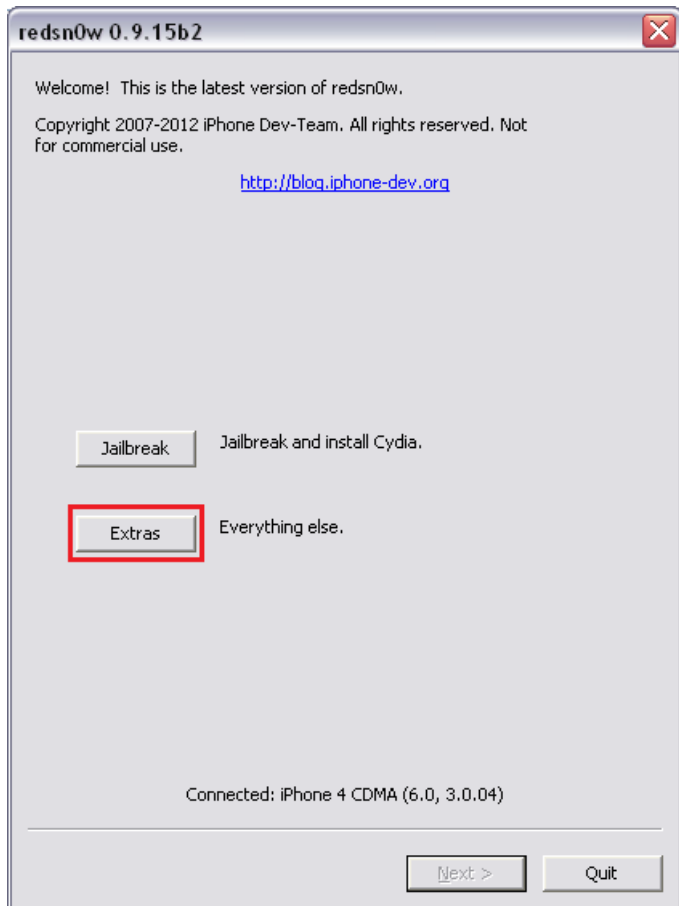 redsn0w 0.9.15b2
Welcome! This is the latest version of redsn0w.
Copyright 2007-2012 iPhone Dev-Team. All rights reserved. Not
for commercial use.
http://blog.iphone-dev.org
Jailbreak
Jailbreak and install Cydia.
Extras
Everything else.
Connected: iPhone 4 CDMA (6.0, 3.0.04)
Next >
Quit